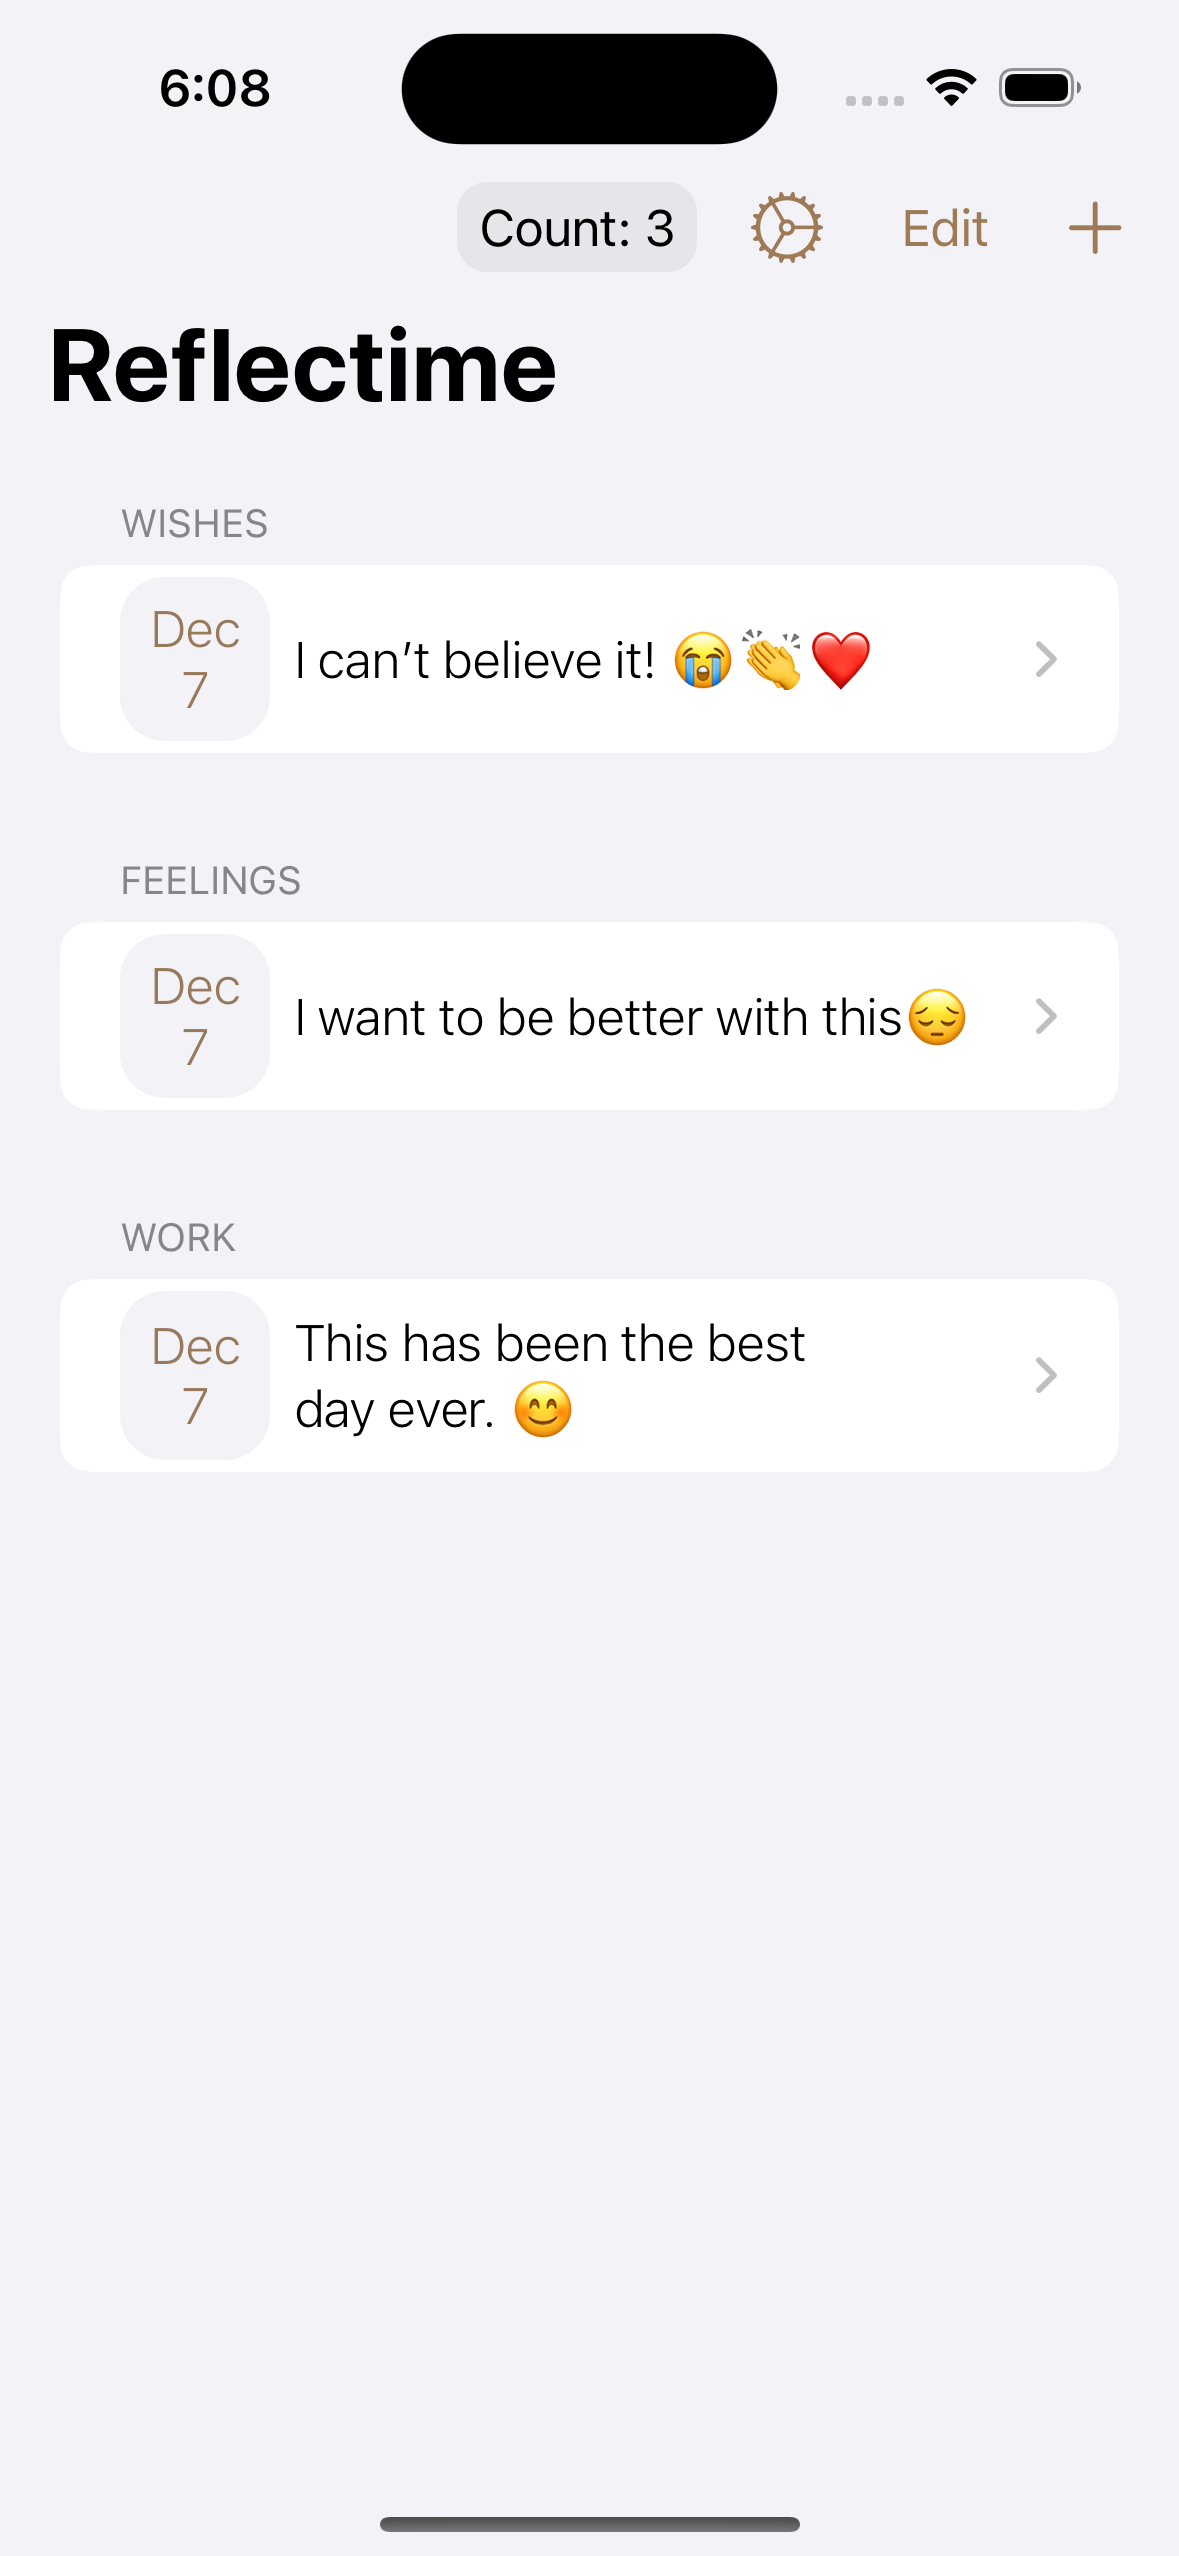 6:08
Count: 3
Edit
Reflectime
WISHES
Dec
7
I can’t believe it! 😭👏❤️
FEELINGS
Dec
7
I want to be better with this😔
WORK
Dec
7
This has been the best
day ever. 😊